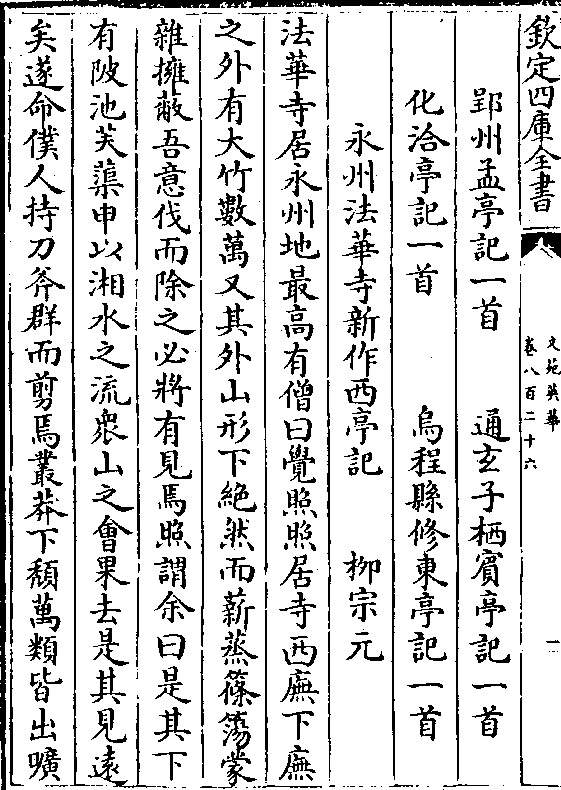 欽定四庫全書
文苑英華
卷八百二十六
一
郢州孟亭記一首 通玄子栖賓亭記一首
化洽亭記一首 烏程縣修東亭記一首
永州法華寺新作西亭記 柳宗元
法華寺居永州地最高有僧曰覺照照居寺西廡下廡
之外有大竹數萬又其外山形下絶然而薪蒸篠簜蒙
雜擁蔽吾意伐而除之必將有見焉照謂余曰是其下
有陂池芙蕖申以湘水之流衆山之會果去是其見遠
矣遂命僕人持刀斧群而剪焉叢莽下頽萬類皆出曠